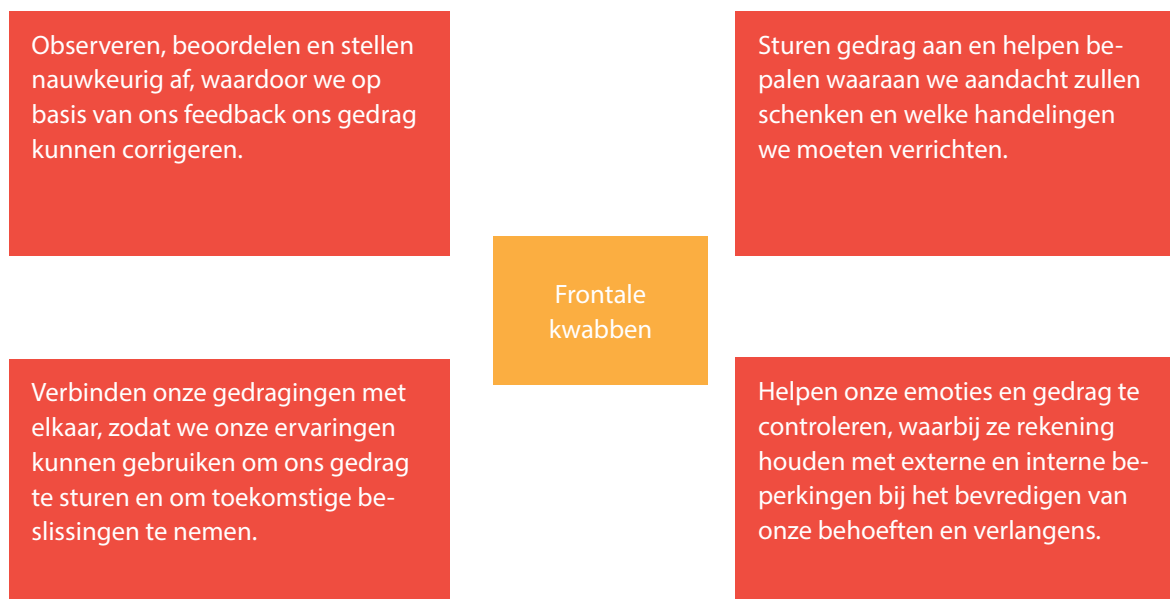 Observeren, beoordelen en stellen
nauwkeurig af, waardoor we op
basis van ons feedback ons gedrag
kunnen corrigeren.
Sturen gedrag aan en helpen be-
palen waaraan we aandacht zullen
schenken en welke handelingen
we moeten verrichten.
Frontale
kwabben
Verbinden onze gedragingen met
elkaar, zodat we onze ervaringen
kunnen gebruiken om ons gedrag
te sturen en om toekomstige be-
slissingen te nemen.
Helpen onze emoties en gedrag te
controleren, waarbij ze rekening
houden met externe en interne be-
perkingen bij het bevredigen van
onze behoeften en verlangens.